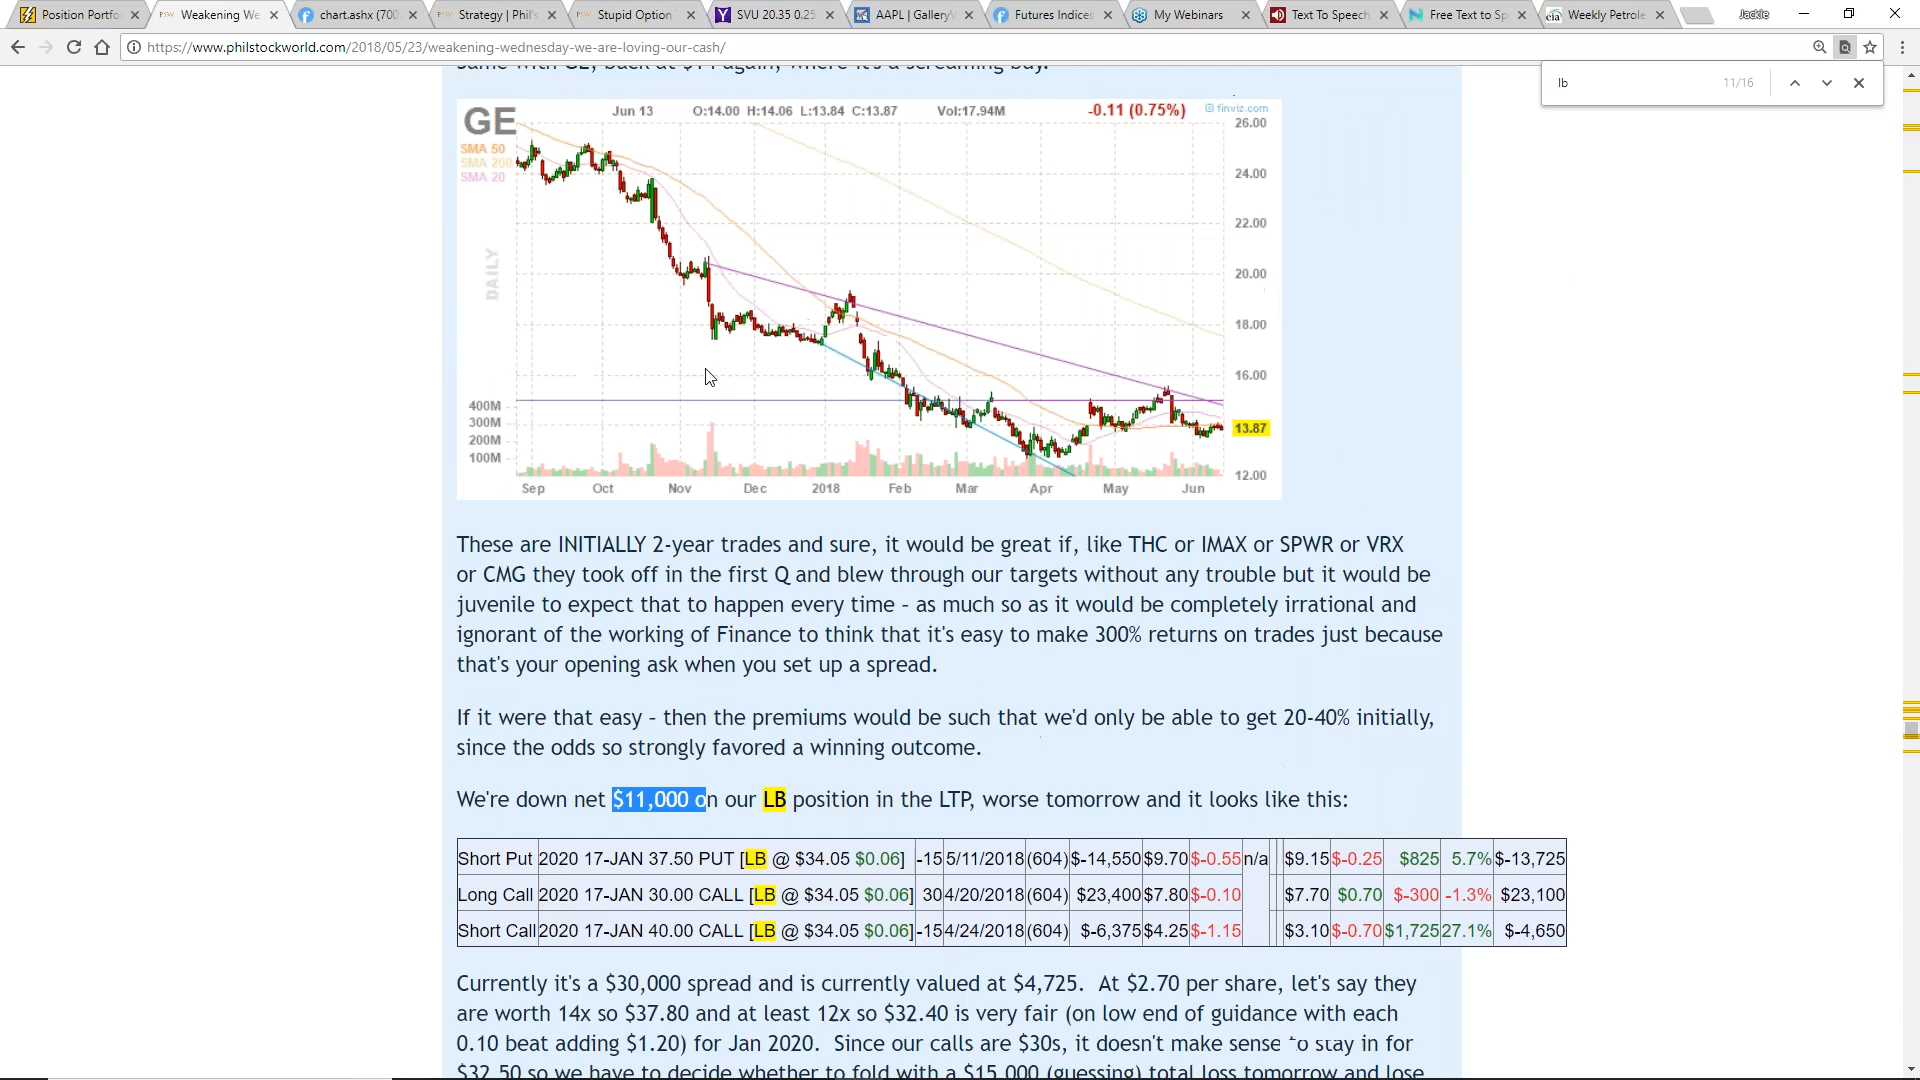 Position Portfo
Weakening We
chart.ashx (700
Strategy | Phil's
Stupid Option
SVU 20.35 0.25
AAPL | Gallery
Futures Indices
My Webinars
Text To Speech
Free Text to Sp
Weekly Petrole
Jackie
https://www.philstockworld.com/2018/05/23/weakening-wednesday-we-are-loving-our-cash/
lb 11/16
GE Jun 13 O:14.00 H:14.06 L:13.84 C:13.87 Vol:17.94M -0.11 (0.75%) finviz.com
SMA 50
SMA 200
SMA 20
DAILY
26.00
24.00
22.00
20.00
18.00
16.00
13.87
12.00
400M
300M
200M
100M
Sep Oct Nov Dec 2018 Feb Mar Apr May Jun
These are INITIALLY 2-year trades and sure, it would be great if, like THC or IMAX or SPWR or VRX
or CMG they took off in the first Q and blew through our targets without any trouble but it would be
juvenile to expect that to happen every time - as much so as it would be completely irrational and
ignorant of the working of Finance to think that it's easy to make 300% returns on trades just because
that's your opening ask when you set up a spread.
If it were that easy - then the premiums would be such that we'd only be able to get 20-40% initially,
since the odds so strongly favored a winning outcome.
We're down net $11,000 on our LB position in the LTP, worse tomorrow and it looks like this:
Short Put 2020 17-JAN 37.50 PUT [LB @ $34.05 $0.06] -15 5/11/2018 (604) $-14,550 $9.70 $-0.55 n/a $9.15 $-0.25 $825 5.7% $-13,725
Long Call 2020 17-JAN 30.00 CALL [LB @ $34.05 $0.06] 30 4/20/2018 (604) $23,400 $7.80 $-0.10 $7.70 $0.70 $-300 -1.3% $23,100
Short Call 2020 17-JAN 40.00 CALL [LB @ $34.05 $0.06] -15 4/24/2018 (604) $-6,375 $4.25 $-1.15 $3.10 $-0.70 $1,725 27.1% $-4,650
Currently it's a $30,000 spread and is currently valued at $4,725. At $2.70 per share, let's say they
are worth 14x so $37.80 and at least 12x so $32.40 is very fair (on low end of guidance with each
0.10 beat adding $1.20) for Jan 2020. Since our calls are $30s, it doesn't make sense to stay in for
$32.50 so we have to decide whether to fold with a $15,000 (guessing) total loss tomorrow and lose